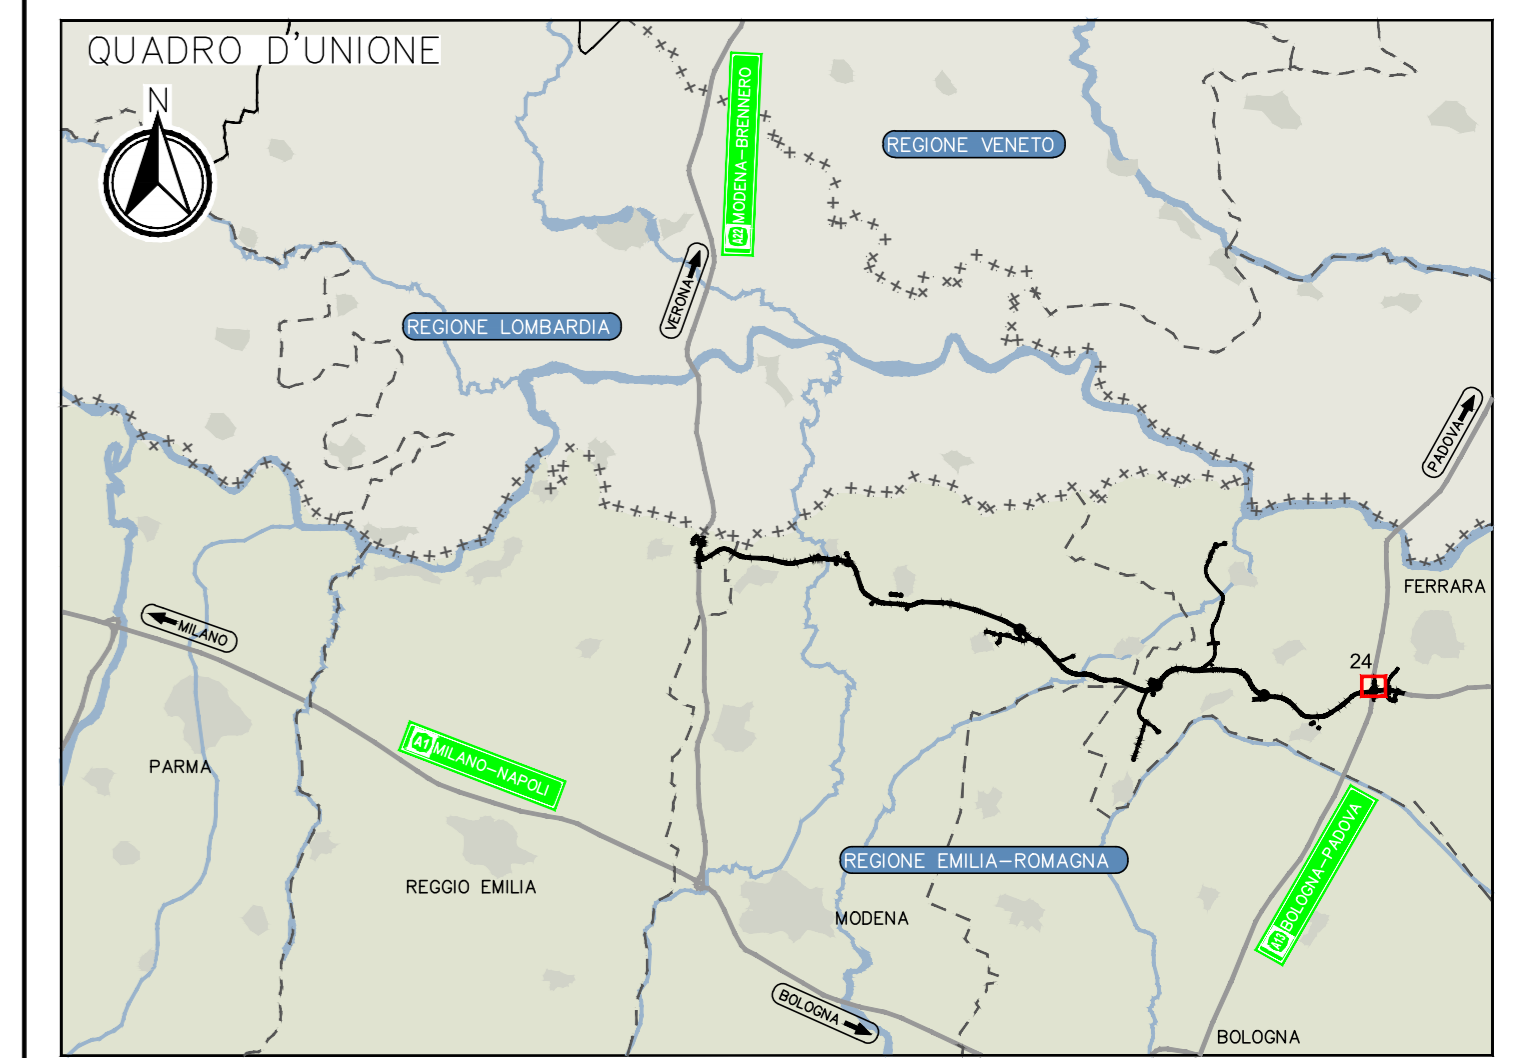 QUADRO D'UNIONE
N
A22 MODENA-BRENNERO
REGIONE VENETO
VERONA
REGIONE LOMBARDIA
PADOVA
FERRARA
MILANO
24
A1 MILANO-NAPOLI
PARMA
A13 BOLOGNA-PADOVA
REGIONE EMILIA-ROMAGNA
REGGIO EMILIA
MODENA
BOLOGNA
BOLOGNA